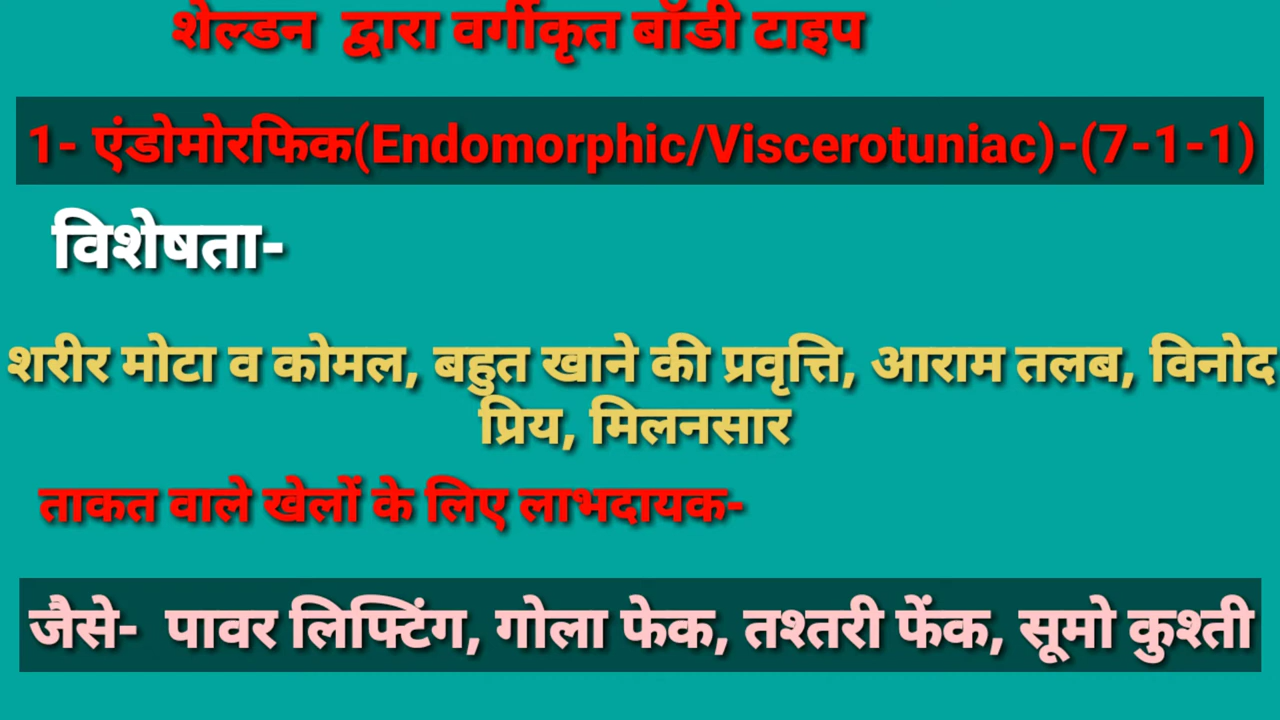 शेल्डन द्वारा वर्गीकृत बॉडी टाइप
1- एंडोमोरफिक(Endomorphic/Viscerotuniac)-(7-1-1)
विशेषता-
शरीर मोटा व कोमल, बहुत खाने की प्रवृत्ति, आराम तलब, विनोद
प्रिय, मिलनसार
ताकत वाले खेलों के लिए लाभदायक-
जैसे- पावर लिफ्टिंग, गोला फेक, तश्तरी फेंक, सूमो कुश्ती